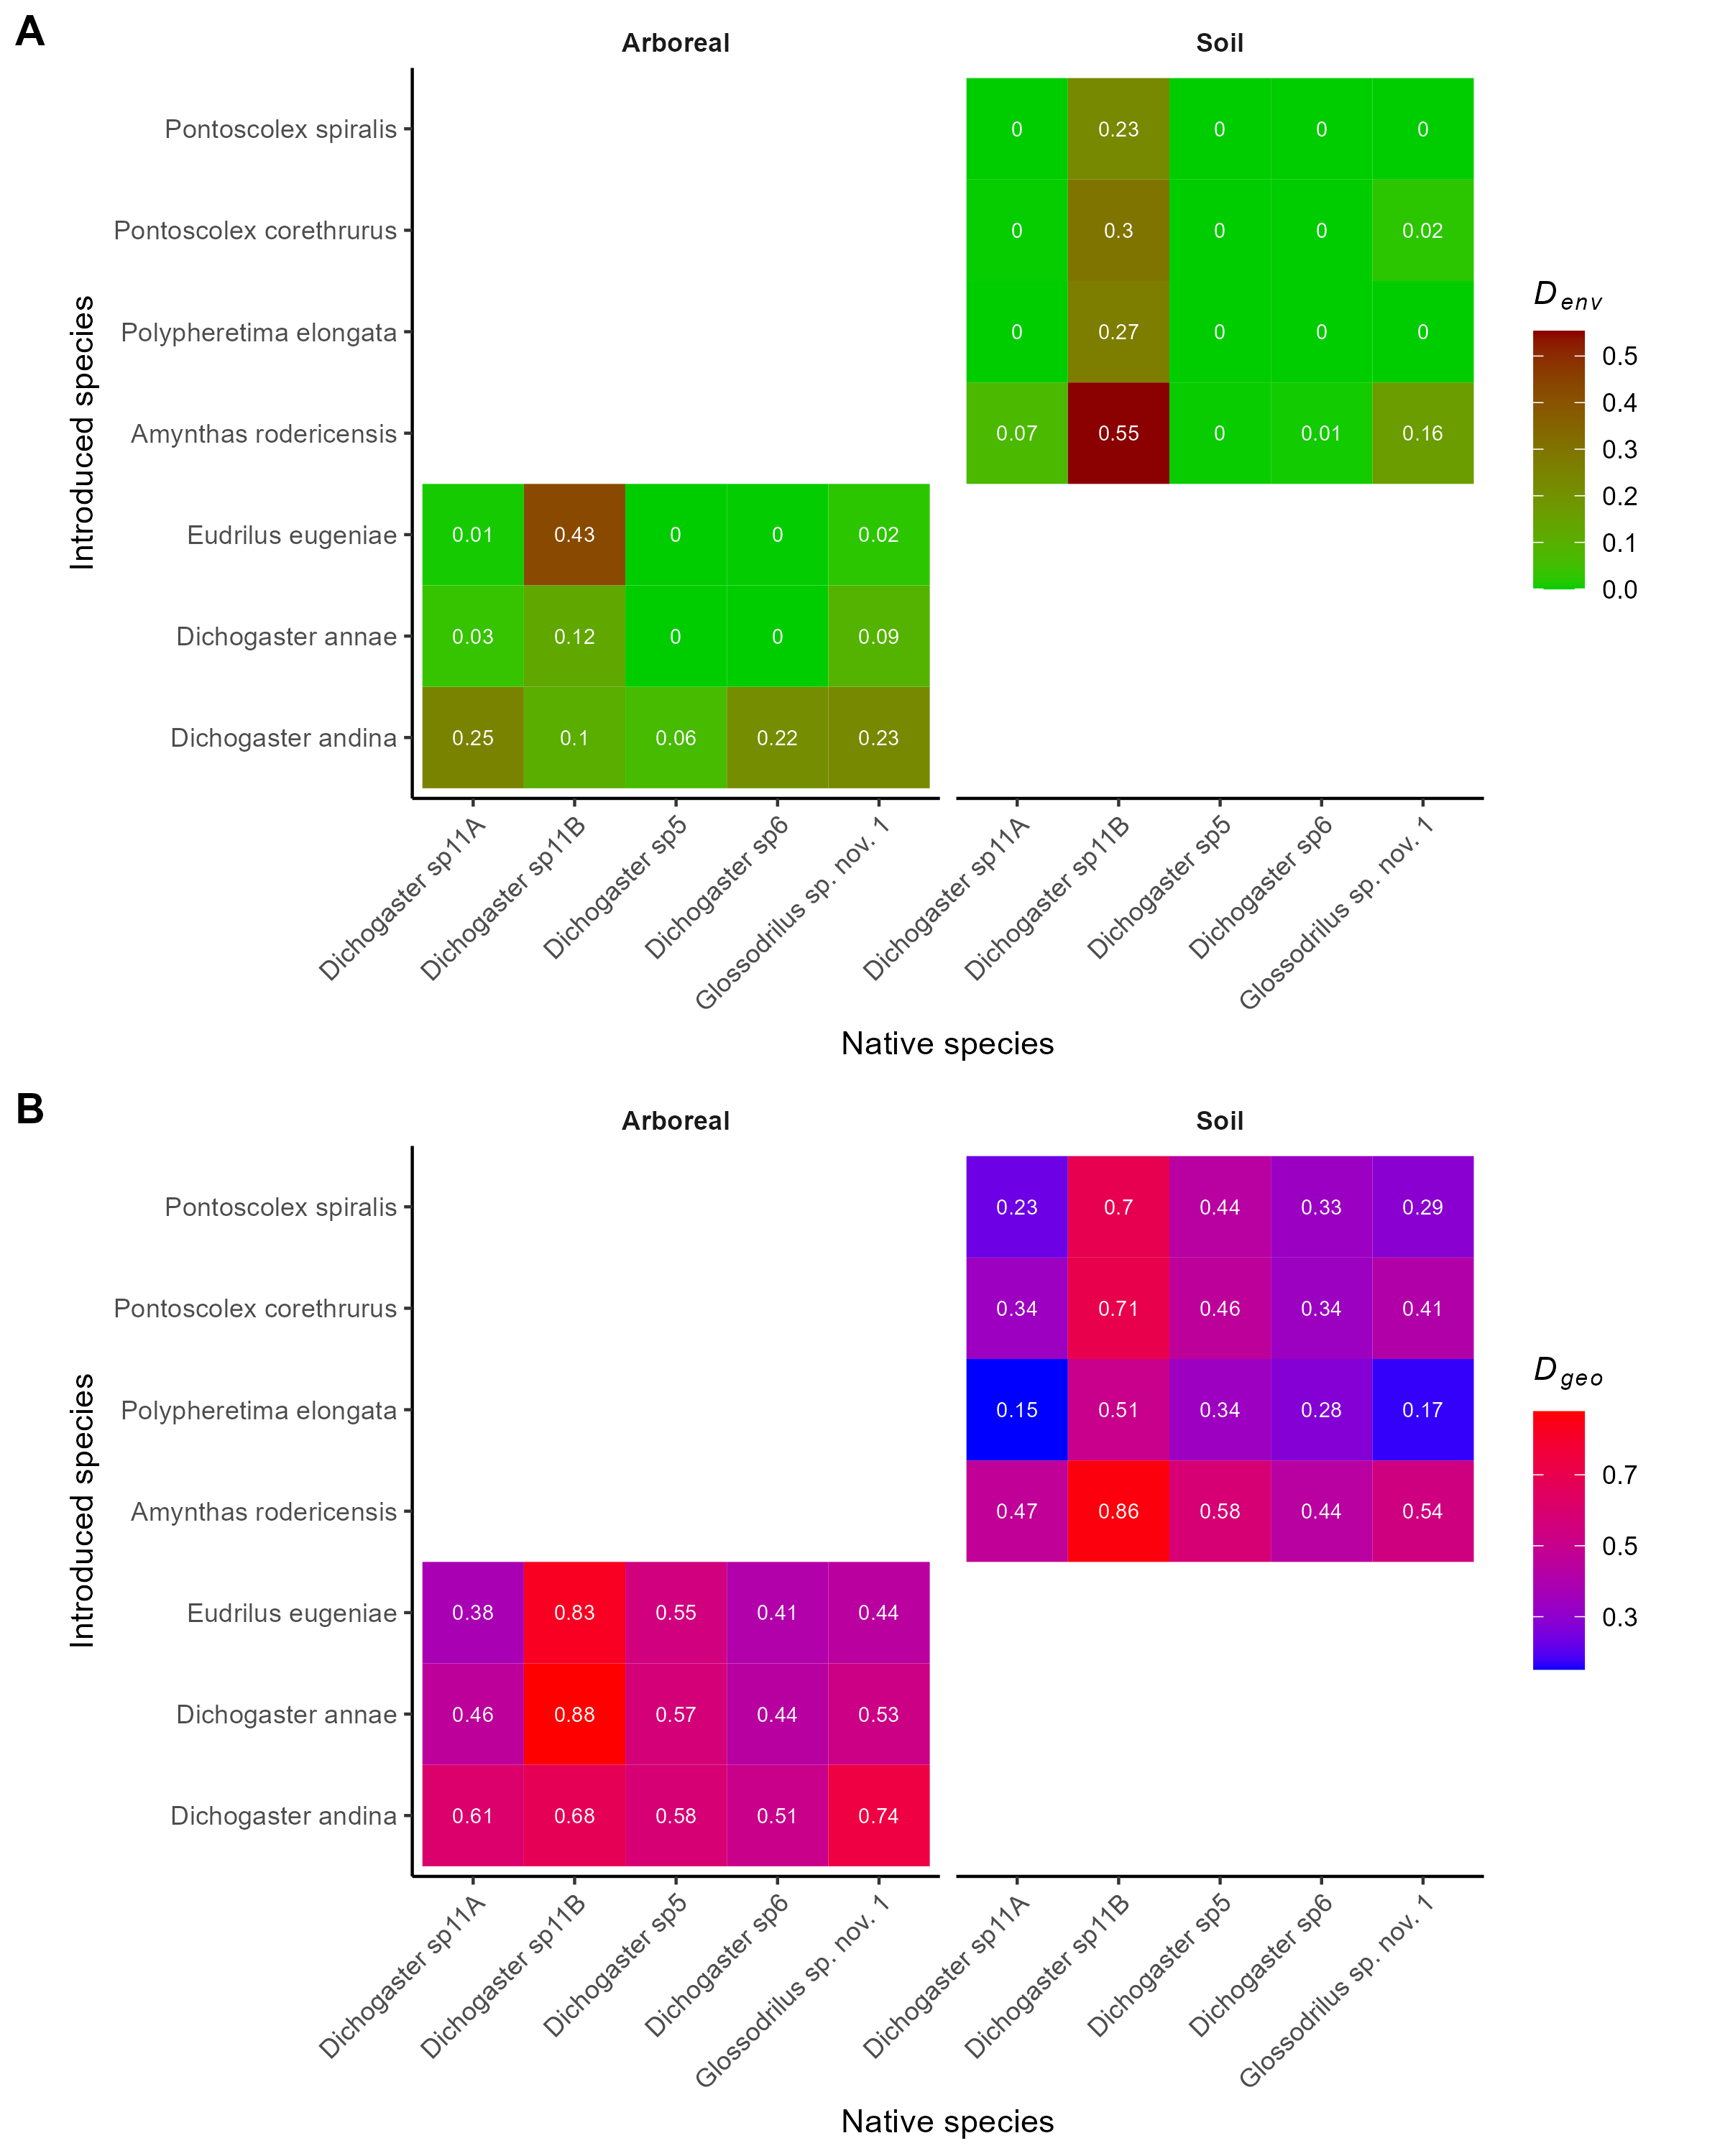 A
Arboreal Soil
Pontoscolex spiralis 0 0.23 0 0 0
Pontoscolex corethrurus 0 0.3 0 0 0.02
Polypheretima elongata 0 0.27 0 0 0
Amynthas rodericensis 0.07 0.55 0 0.01 0.16
Eudrilus eugeniae 0.01 0.43 0 0 0.02
Dichogaster annae 0.03 0.12 0 0 0.09
Dichogaster andina 0.25 0.1 0.06 0.22 0.23
Introduced species
D env
0.5
0.4
0.3
0.2
0.1
0.0
Dichogaster sp11A
Dichogaster sp11B
Dichogaster sp5
Dichogaster sp6
Glossodrilus sp. nov. 1
Dichogaster sp11A
Dichogaster sp11B
Dichogaster sp5
Dichogaster sp6
Glossodrilus sp. nov. 1
Native species
B
Arboreal Soil
Pontoscolex spiralis 0.23 0.7 0.44 0.33 0.29
Pontoscolex corethrurus 0.34 0.71 0.46 0.34 0.41
Polypheretima elongata 0.15 0.51 0.34 0.28 0.17
Amynthas rodericensis 0.47 0.86 0.58 0.44 0.54
Eudrilus eugeniae 0.38 0.83 0.55 0.41 0.44
Dichogaster annae 0.46 0.88 0.57 0.44 0.53
Dichogaster andina 0.61 0.68 0.58 0.51 0.74
Introduced species
D geo
0.7
0.5
0.3
Dichogaster sp11A
Dichogaster sp11B
Dichogaster sp5
Dichogaster sp6
Glossodrilus sp. nov. 1
Dichogaster sp11A
Dichogaster sp11B
Dichogaster sp5
Dichogaster sp6
Glossodrilus sp. nov. 1
Native species